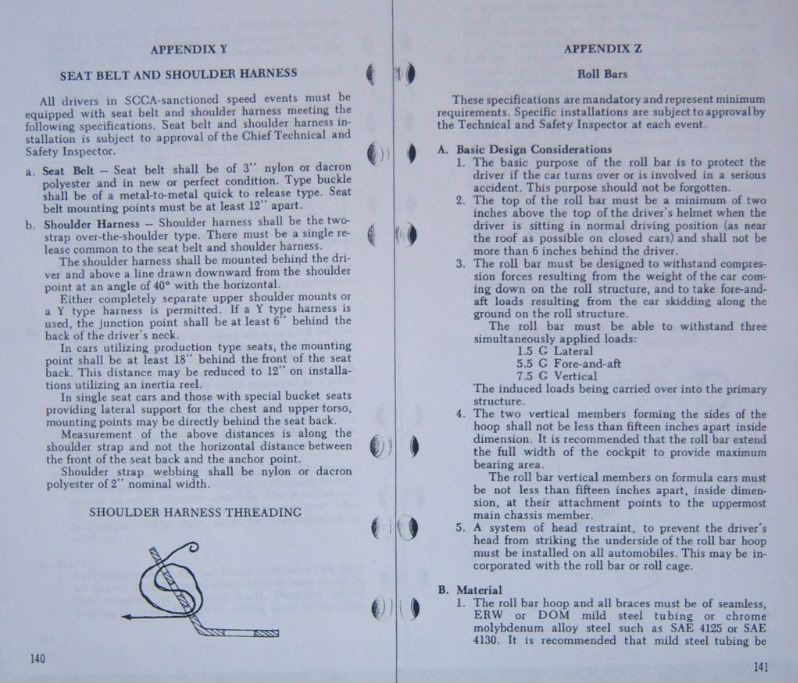 APPENDIX Y
SEAT BELT AND SHOULDER HARNESS
All drivers in SCCA-sanctioned speed events must be
equipped with seat belt and shoulder harness meeting the
following specifications. Seat belt and shoulder harness in-
stallation is subject to approval of the Chief Technical and
Safety Inspector.
a. Seat Belt — Seat belt shall be of 3" nylon or dacron
polyester and in new or perfect condition. Type buckle
shall be of a metal-to-metal quick to release type. Seat
belt mounting points must be at least 12" apart.
b. Shoulder Harness — Shoulder harness shall be the two-
strap over-the-shoulder type. There must be a single re-
lease common to the seat belt and shoulder harness.
The shoulder harness shall be mounted behind the dri-
ver and above a line drawn downward from the shoulder
point at an angle of 40° with the horizontal.
Either completely separate upper shoulder mounts or
a Y type harness is permitted. If a Y type harness is
used, the junction point shall be at least 6" behind the
back of the driver's neck.
In cars utilizing production type seats, the mounting
point shall be at least 18" behind the front of the seat
back. This distance may be reduced to 12" on installa-
tions utilizing an inertia reel.
In single seat cars and those with special bucket seats
providing lateral support for the chest and upper torso,
mounting points may be directly behind the seat back.
Measurement of the above distances is along the
shoulder strap and not the horizontal distance between
the front of the seat back and the anchor point.
Shoulder strap webbing shall be nylon or dacron
polyester of 2" nominal width.
SHOULDER HARNESS THREADING
140
APPENDIX Z
Roll Bars
These specifications are mandatory and represent minimum
requirements. Specific installations are subject to approval by
the Technical and Safety Inspector at each event.
A. Basic Design Considerations
1. The basic purpose of the roll bar is to protect the
driver if the car turns over or is involved in a serious
accident. This purpose should not be forgotten.
2. The top of the roll bar must be a minimum of two
inches above the top of the driver's helmet when the
driver is sitting in normal driving position (as near
the roof as possible on closed cars) and shall not be
more than 6 inches behind the driver.
3. The roll bar must be designed to withstand compres-
sion forces resulting from the weight of the car com-
ing down on the roll structure, and to take fore-and-
aft loads resulting from the car skidding along the
ground on the roll structure.
The roll bar must be able to withstand three
simultaneously applied loads:
1.5 G Lateral
5.5 G Fore-and-aft
7.5 G Vertical
The induced loads being carried over into the primary
structure.
4. The two vertical members forming the sides of the
hoop shall not be less than fifteen inches apart inside
dimension. It is recommended that the roll bar extend
the full width of the cockpit to provide maximum
bearing area.
The roll bar vertical members on formula cars must
be not less than fifteen inches apart, inside dimen-
sion, at their attachment points to the uppermost
main chassis member.
5. A system of head restraint, to prevent the driver's
head from striking the underside of the roll bar hoop
must be installed on all automobiles. This may be in-
corporated with the roll bar or roll cage.
B. Material
1. The roll bar hoop and all braces must be of seamless,
ERW or DOM mild steel tubing or chrome
molybdenum alloy steel such as SAE 4125 or SAE
4130. It is recommended that mild steel tubing be
141